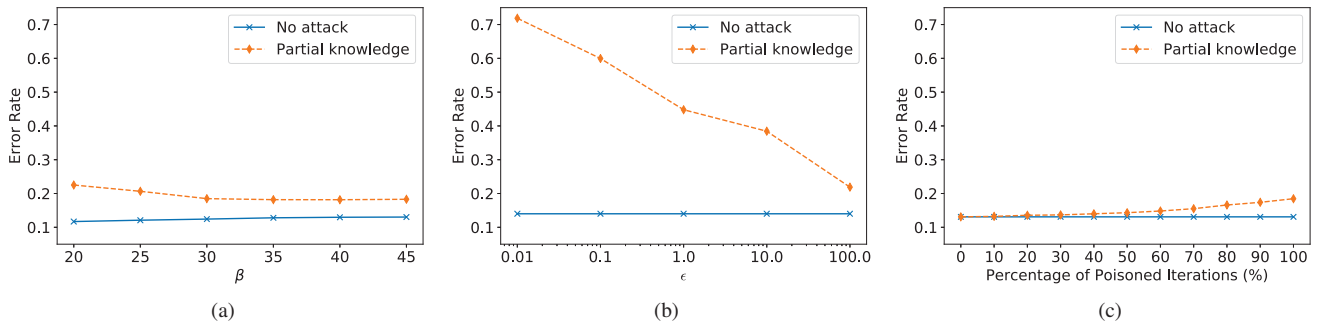 No attack
Partial knowledge
0.7
0.6
0.5
0.4
0.3
0.2
0.1
Error Rate
20 25 30 35 40 45
β
(a)
No attack
Partial knowledge
0.7
0.6
0.5
0.4
0.3
0.2
0.1
Error Rate
0.01 0.1 1.0 10.0 100.0
ϵ
(b)
No attack
Partial knowledge
0.7
0.6
0.5
0.4
0.3
0.2
0.1
Error Rate
0 10 20 30 40 50 60 70 80 90 100
Percentage of Poisoned Iterations (%)
(c)